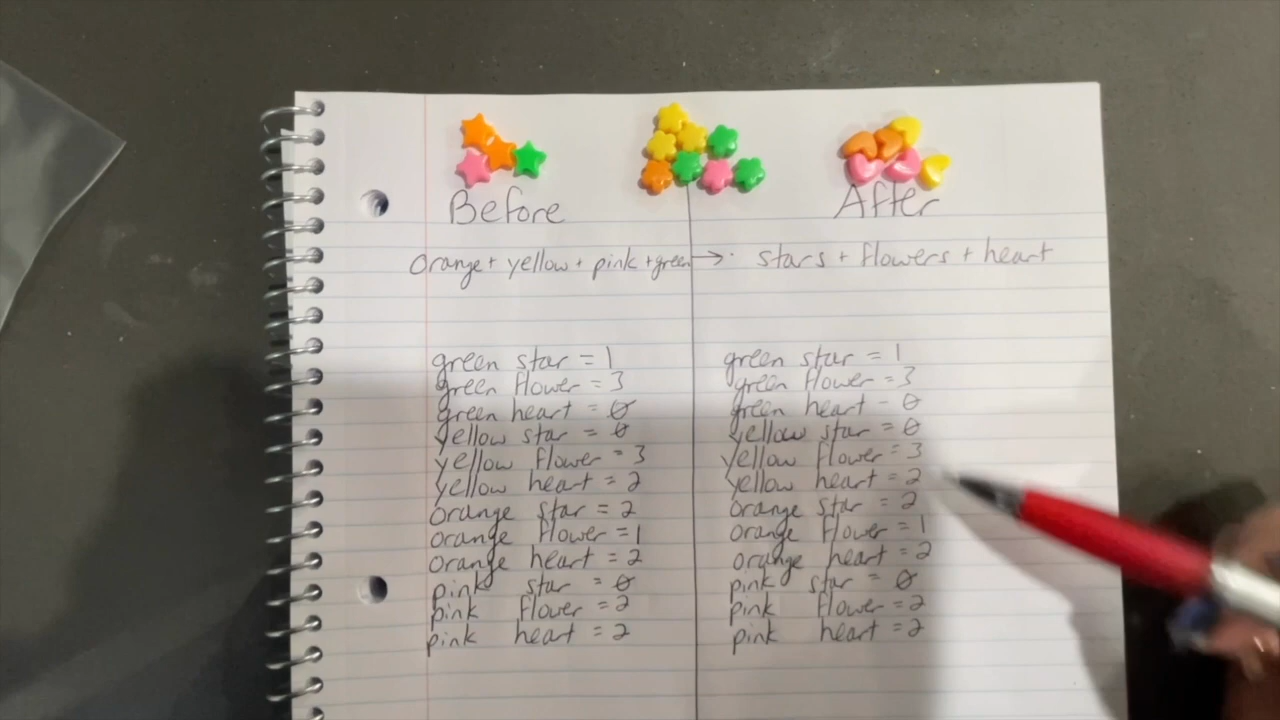 Before
After
orange + yellow + pink + green → stars + flowers + heart
green star = 1
green flower = 3
green heart = 0
yellow star = 0
yellow flower = 3
yellow heart = 2
orange star = 2
orange flower = 1
orange heart = 2
pink star = 0
pink flower = 2
pink heart = 2
green star = 1
green flower = 3
green heart - 0
yellow star = 0
yellow flower = 3
yellow heart = 2
orange star = 2
orange flower = 1
orange heart = 2
pink star = 0
pink flower = 2
pink heart = 2